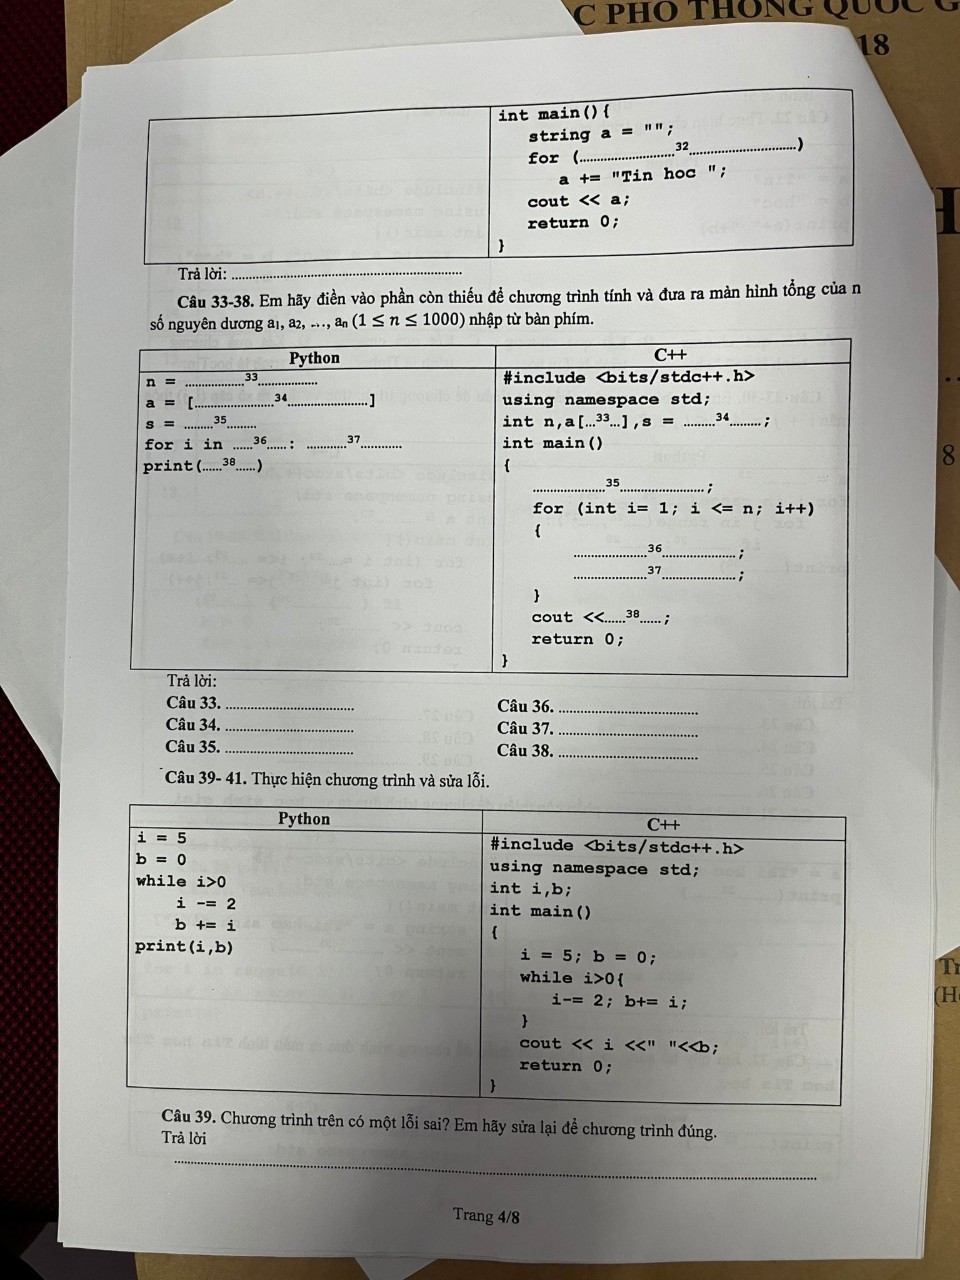 C PHỔ THÔNG QUỐC G
18
int main(){
string a = "";
for (............32............)
a += "Tin hoc ";
cout << a;
return 0;
}
Trả lời: ............
Câu 33-38. Em hãy điền vào phần còn thiếu để chương trình tính và đưa ra màn hình tổng của n
số nguyên dương a1, a2, ..., an (1 ≤ n ≤ 1000) nhập từ bàn phím.
Python
n = ............33............
a = [............34............]
s = .........35.........
for i in ......36......: ............37............
print(......38......)
C++
#include <bits/stdc++.h>
using namespace std;
int n,a[...33...],s = .........34.........;
int main()
{
............35............;
for (int i= 1; i <= n; i++)
{
............36............;
............37............;
}
cout <<......38......;
return 0;
}
Trả lời:
Câu 33. ............
Câu 34. ............
Câu 35. ............
Câu 36. ............
Câu 37. ............
Câu 38. ............
Câu 39- 41. Thực hiện chương trình và sửa lỗi.
Python
i = 5
b = 0
while i>0
i -= 2
b += i
print(i,b)
C++
#include <bits/stdc++.h>
using namespace std;
int i,b;
int main()
{
i = 5; b = 0;
while i>0{
i-= 2; b+= i;
}
cout << i <<" "<<b;
return 0;
}
Câu 39. Chương trình trên có một lỗi sai? Em hãy sửa lại để chương trình đúng.
Trả lời
............
Trang 4/8
H
8